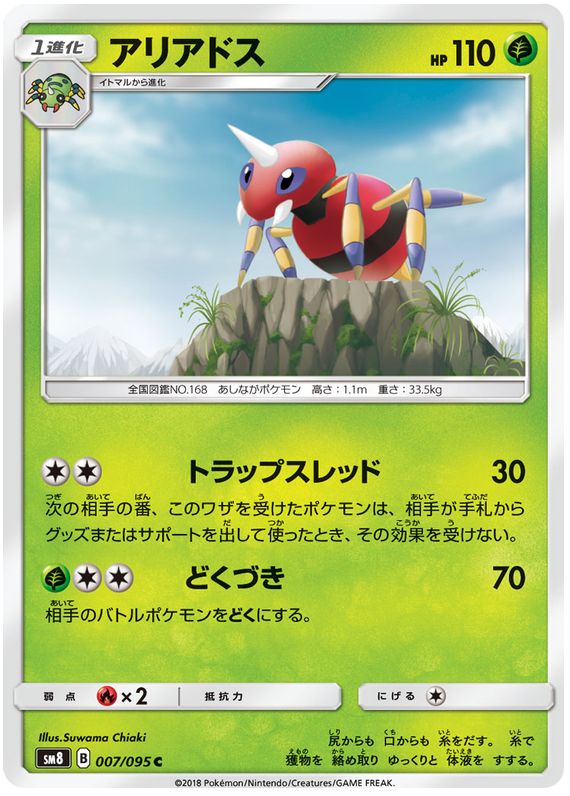 1進化 アリアドス HP 110
イトマルから進化
全国図鑑NO.168 あしながポケモン 高さ:1.1m 重さ:33.5kg
トラップスレッド 30
次の相手の番、このワザを受けたポケモンは、相手が手札から
グッズまたはサポートを出して使ったとき、その効果を受けない。
どくづき 70
相手のバトルポケモンをどくにする。
弱点 ×2 抵抗力 にげる
Illus.Suwama Chiaki
SM8 B 007/095 C
尻からも 口からも 糸をだす。 糸で
獲物を 絡め取り ゆっくりと 体液を すする。
©2018 Pokémon/Nintendo/Creatures/GAME FREAK.